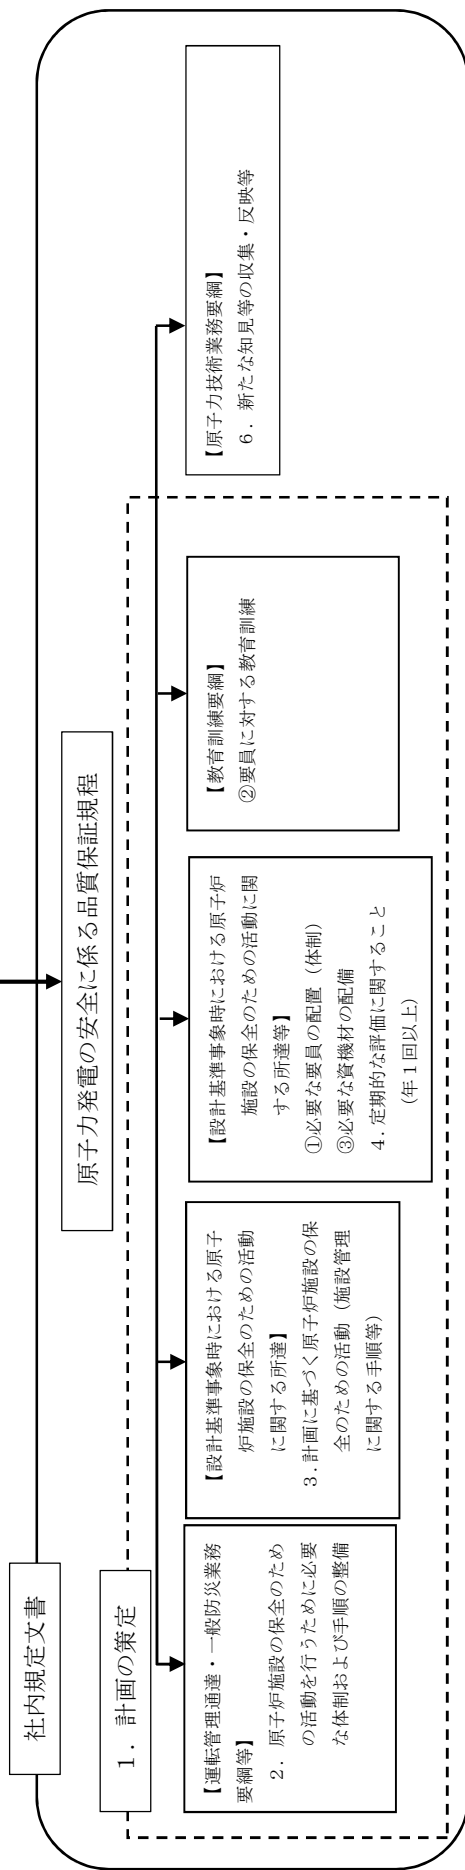 社内規定文書
原子力発電の安全に係る品質保証規程
1．計画の策定
【運転管理通達・一般防災業務
要綱等】
2．原子炉施設の保全のため
の活動を行うために必要
な体制および手順の整備
【設計基準事象時における原子
炉施設の保全のための活動
に関する所達】
3.計画に基づく原子炉施設の保
全のための活動（施設管理
に関する手順等）
【設計基準事象時における原子炉
施設の保全のための活動に関
する所達等】
①必要な要員の配置（体制）
③必要な資機材の配備
4．定期的な評価に関すること
（年１回以上）
【教育訓練要綱】
②要員に対する教育訓練
【原子力技術業務要綱】
6．新たな知見等の収集・反映等